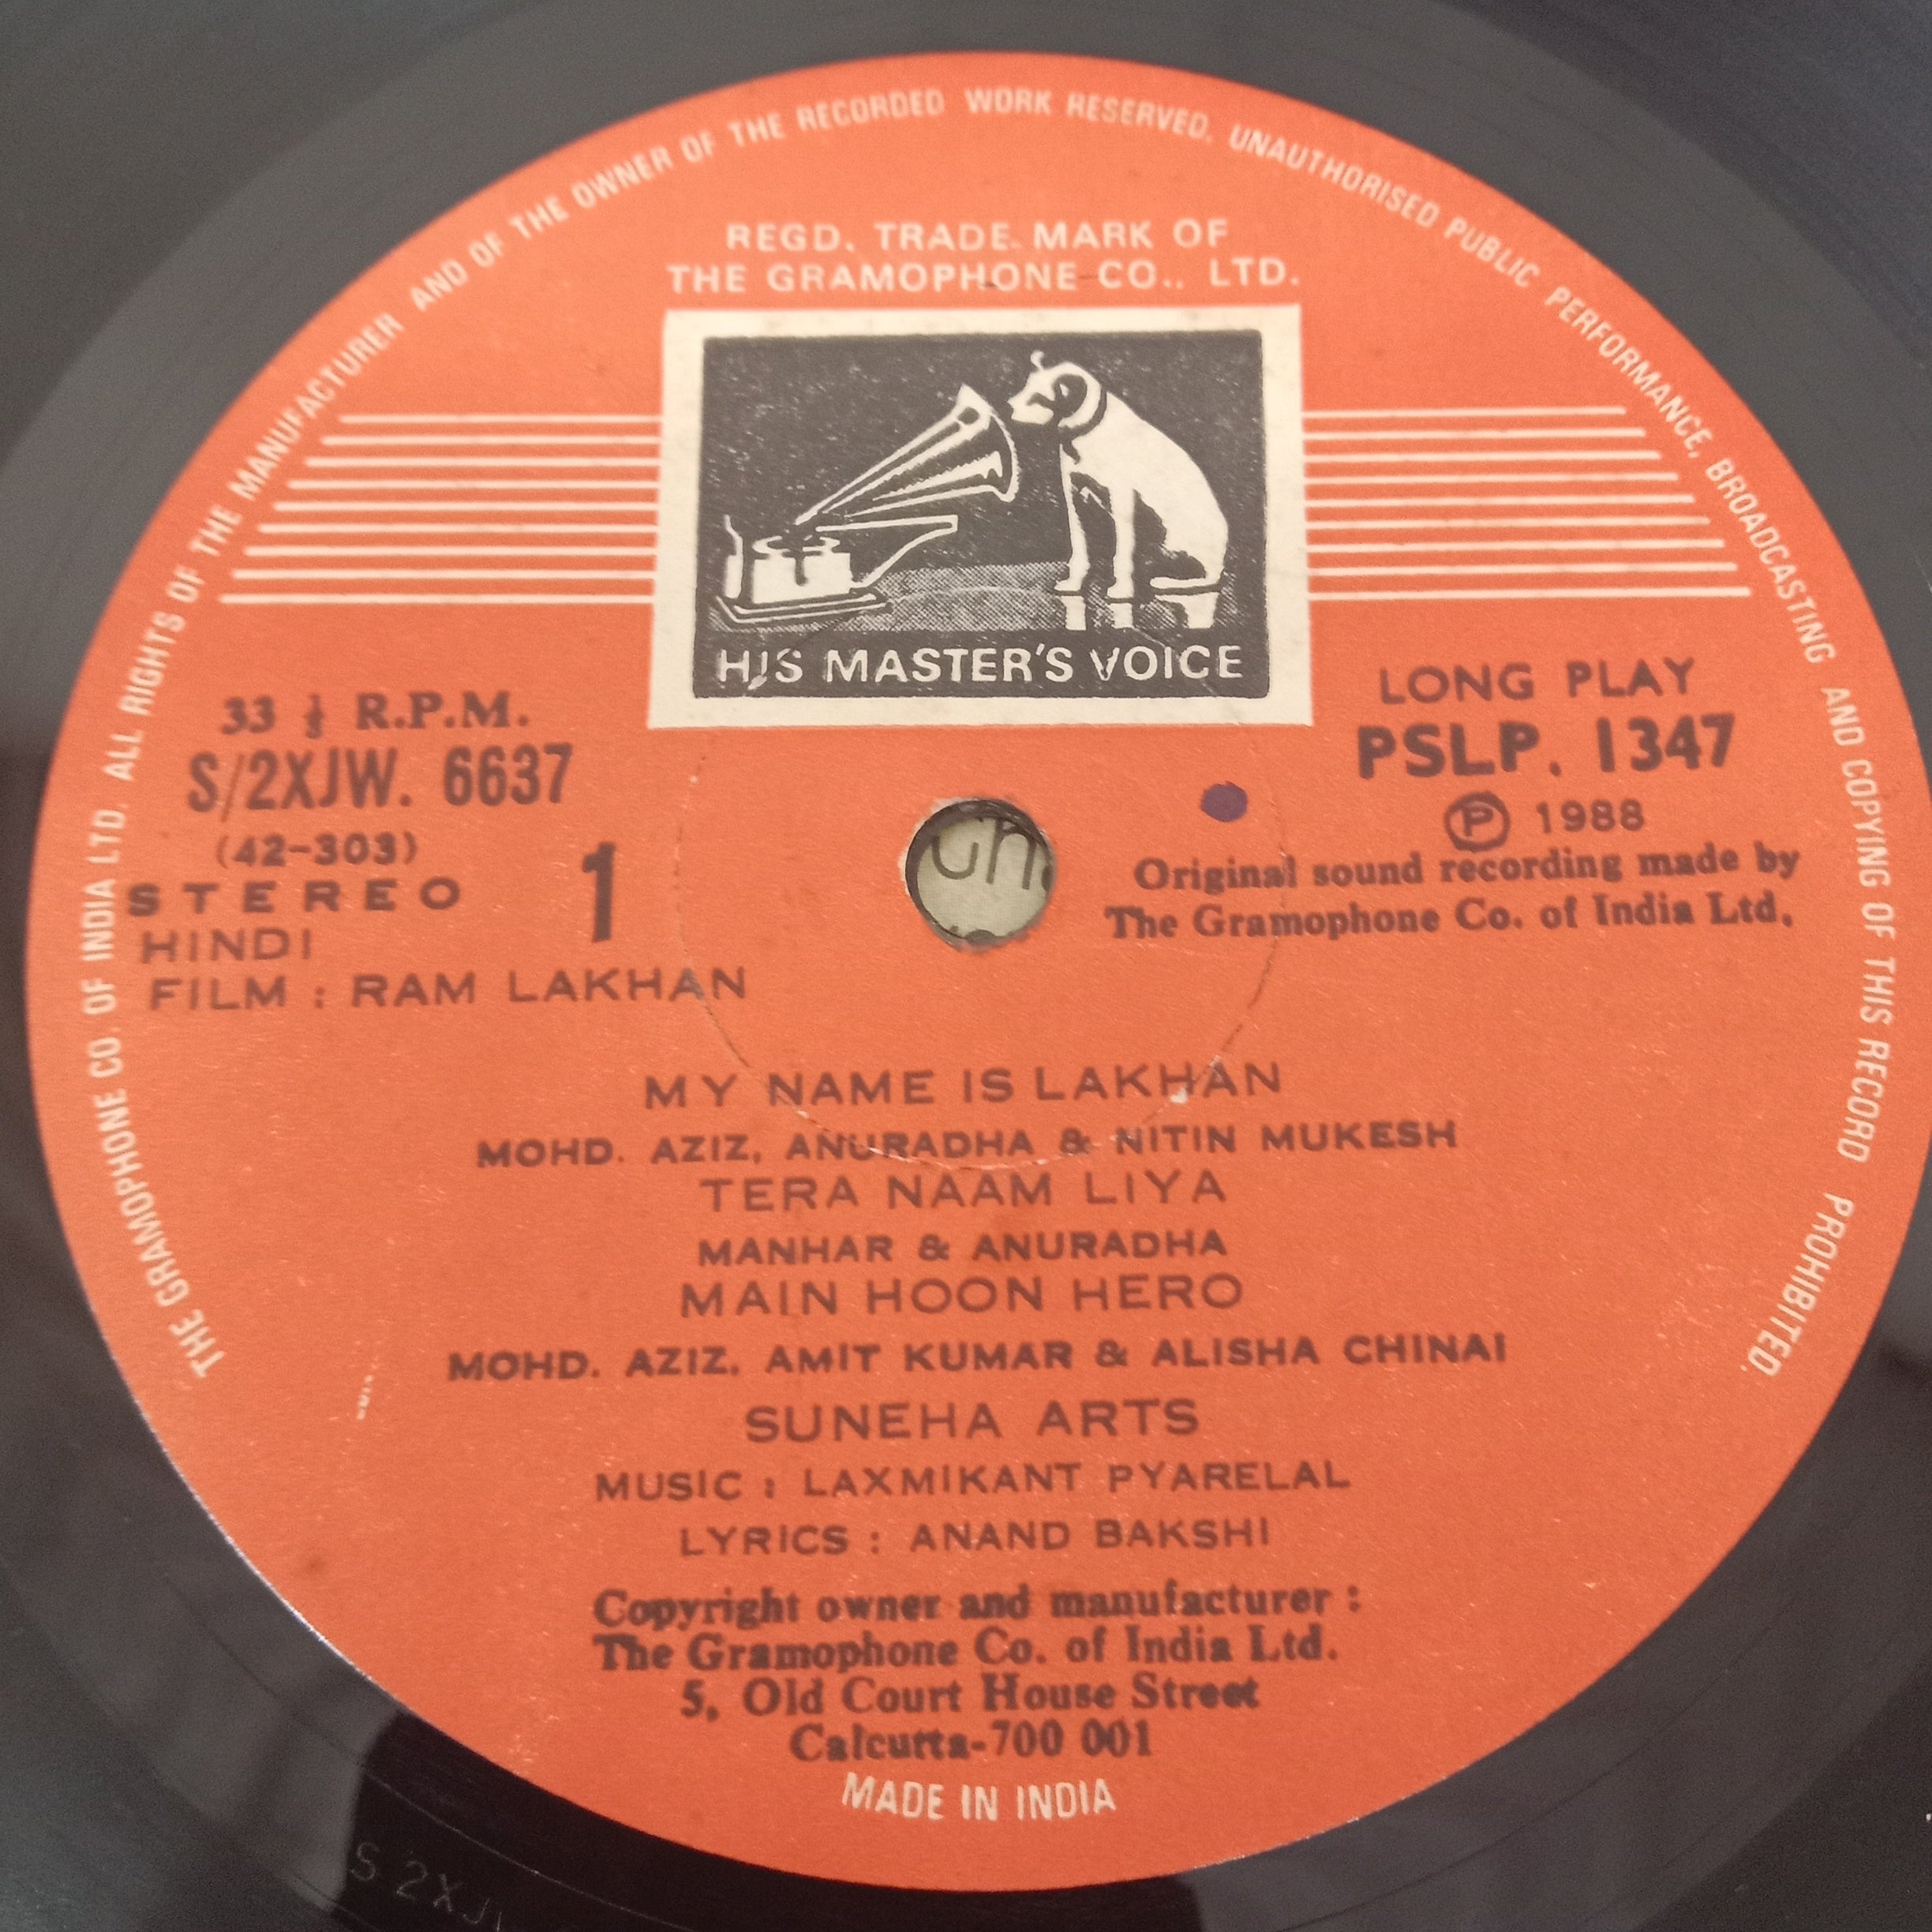 THE GRAMOPHONE CO. OF INDIA LTD. ALL RIGHTS OF THE MANUFACTURER AND OF THE OWNER OF THE RECORDED WORK RESERVED. UNAUTHORISED PUBLIC PERFORMANCE, BROADCASTING AND COPYING OF THIS RECORD PROHIBITED.
REGD. TRADE MARK OF
THE GRAMOPHONE CO., LTD.
HIS MASTER'S VOICE
33 ⅓ R.P.M.
S/2XJW. 6637
(42-303)
STEREO
HINDI
FILM : RAM LAKHAN
1
LONG PLAY
PSLP. 1347
Ⓟ 1988
Original sound recording made by
The Gramophone Co. of India Ltd.
MY NAME IS LAKHAN
MOHD. AZIZ, ANURADHA & NITIN MUKESH
TERA NAAM LIYA
MANHAR & ANURADHA
MAIN HOON HERO
MOHD. AZIZ, AMIT KUMAR & ALISHA CHINAI
SUNEHA ARTS
MUSIC : LAXMIKANT PYARELAL
LYRICS : ANAND BAKSHI
Copyright owner and manufacturer :
The Gramophone Co. of India Ltd.
5, Old Court House Street
Calcutta-700 001
MADE IN INDIA
S 2XJ